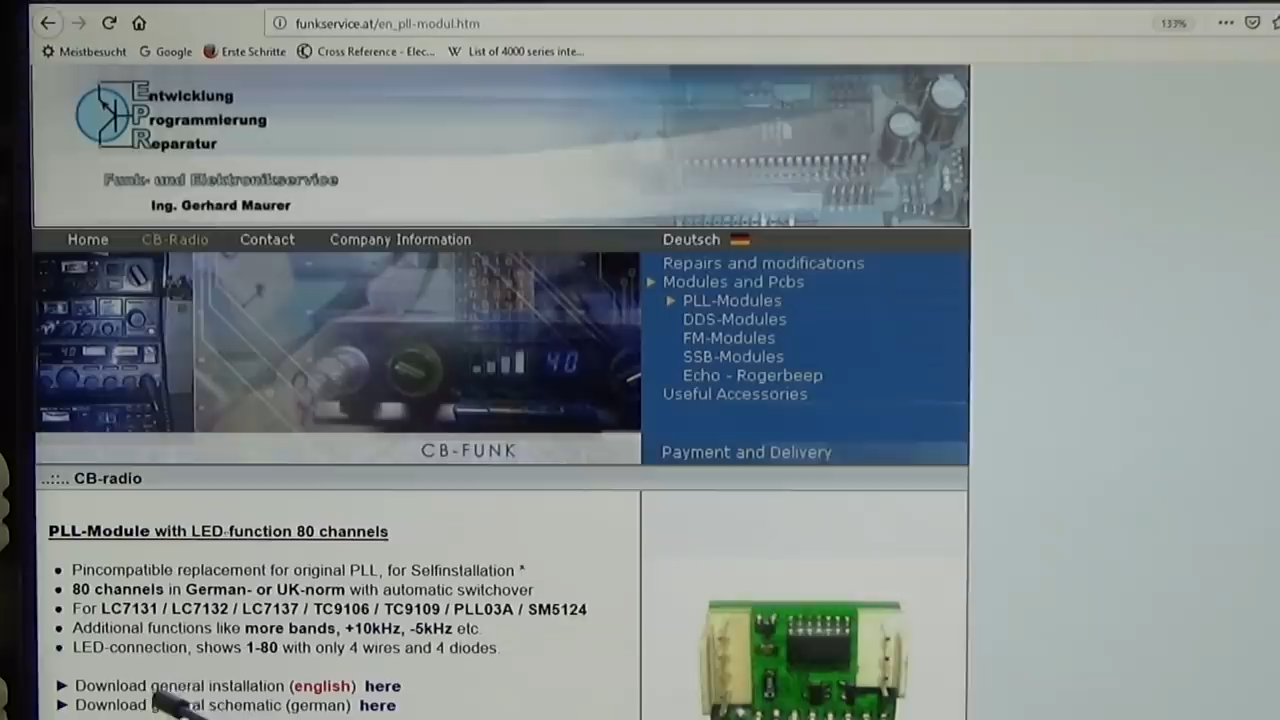 funkservice.at/en_pll-modul.htm
133%
Meistbesucht
Google
Erste Schritte
Cross Reference - Elec...
W List of 4000 series inte...
Entwicklung
Programmierung
Reparatur
Funk- und Elektronikservice
Ing. Gerhard Maurer
Home CB-Radio Contact Company Information
Deutsch
Repairs and modifications
Modules and Pcbs
PLL-Modules
DDS-Modules
FM-Modules
SSB-Modules
Echo - Rogerbeep
Useful Accessories
Payment and Delivery
40
40
CB-FUNK
..::.. CB-radio
PLL-Module with LED-function 80 channels
• Pincompatible replacement for original PLL, for Selfinstallation *
• 80 channels in German- or UK-norm with automatic switchover
• For LC7131 / LC7132 / LC7137 / TC9106 / TC9109 / PLL03A / SM5124
• Additional functions like more bands, +10kHz, -5kHz etc.
• LED-connection, shows 1-80 with only 4 wires and 4 diodes.
► Download general installation (english) here
► Download general schematic (german) here